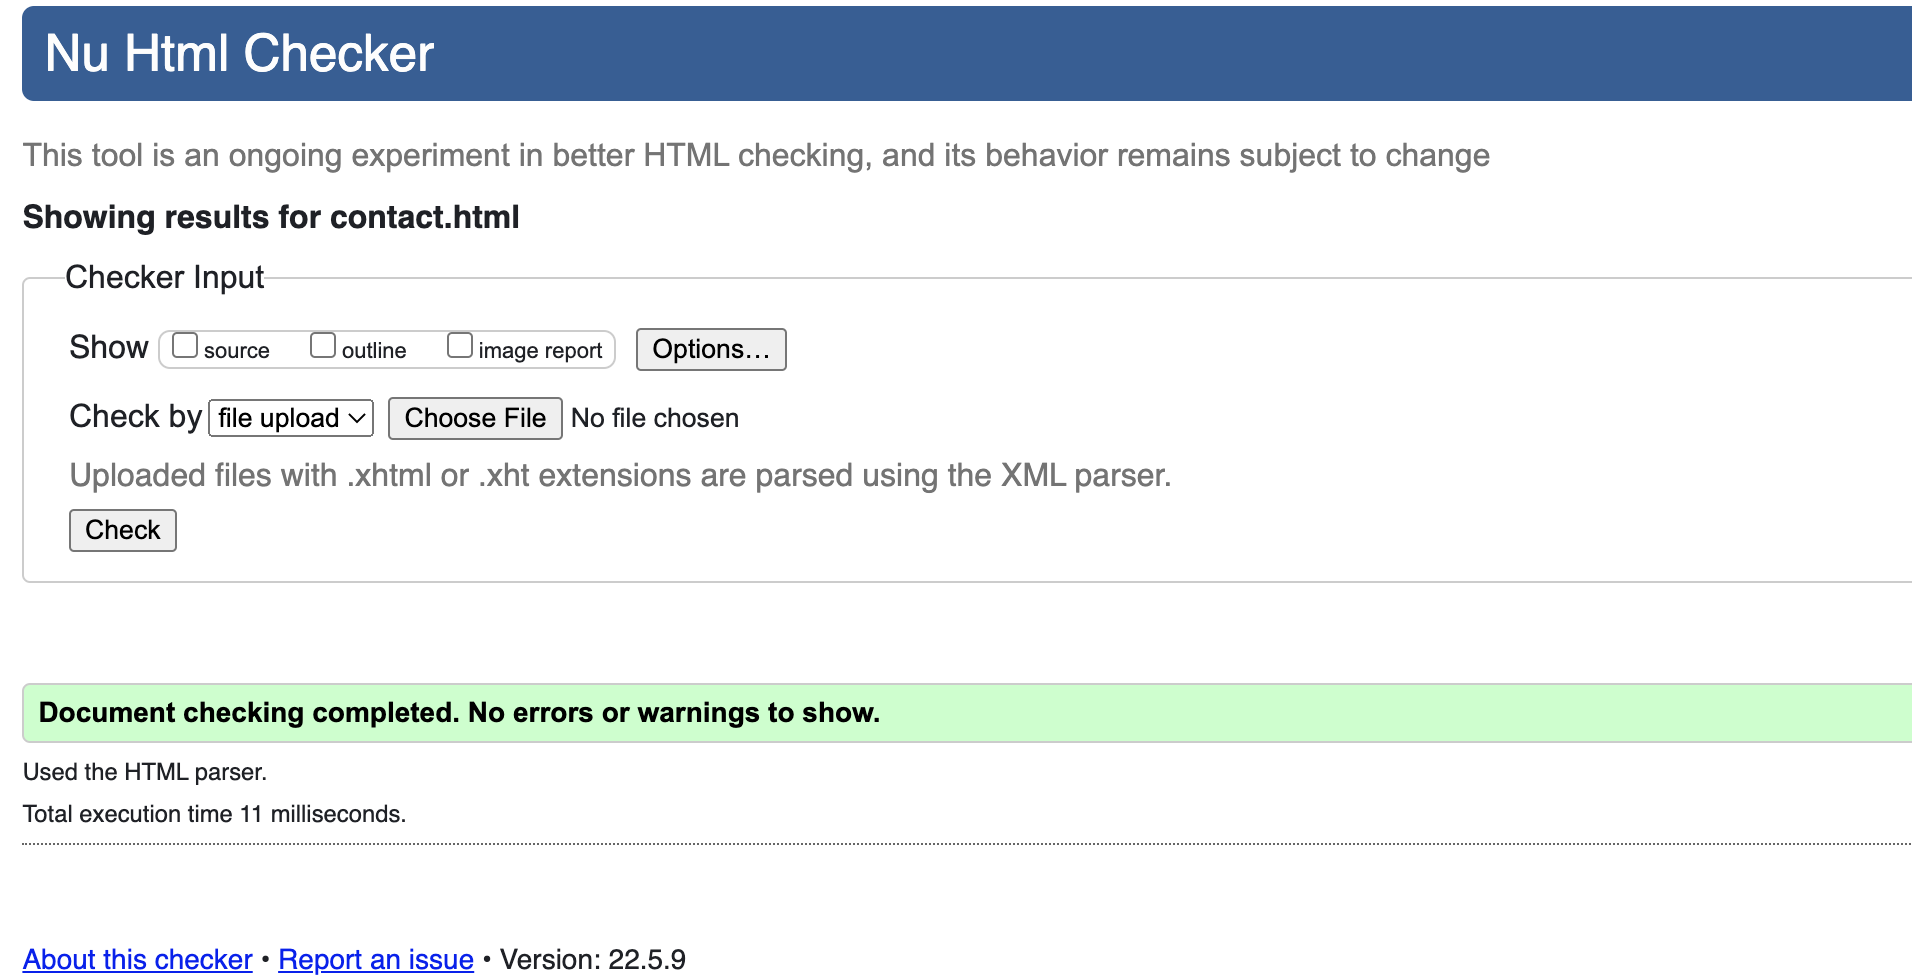 Nu Html Checker
This tool is an ongoing experiment in better HTML checking, and its behavior remains subject to change
Showing results for contact.html
Checker Input
Show source outline image report Options…
Check by file upload Choose File No file chosen
Uploaded files with .xhtml or .xht extensions are parsed using the XML parser.
Check
Document checking completed. No errors or warnings to show.
Used the HTML parser.
Total execution time 11 milliseconds.
About this checker • Report an issue • Version: 22.5.9